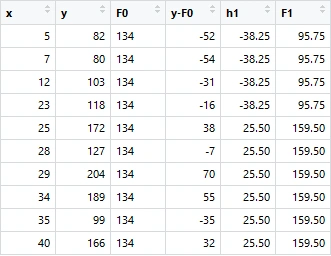 x y F0 y-F0 h1 F1
5 82 134 -52 -38.25 95.75
7 80 134 -54 -38.25 95.75
12 103 134 -31 -38.25 95.75
23 118 134 -16 -38.25 95.75
25 172 134 38 25.50 159.50
28 127 134 -7 25.50 159.50
29 204 134 70 25.50 159.50
34 189 134 55 25.50 159.50
35 99 134 -35 25.50 159.50
40 166 134 32 25.50 159.50